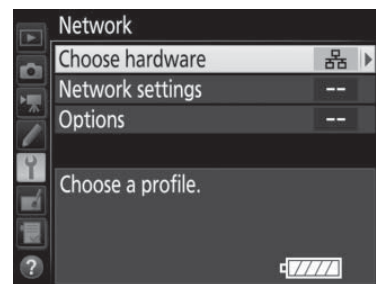 Network
Choose hardware
Network settings --
Options --
Choose a profile.
?